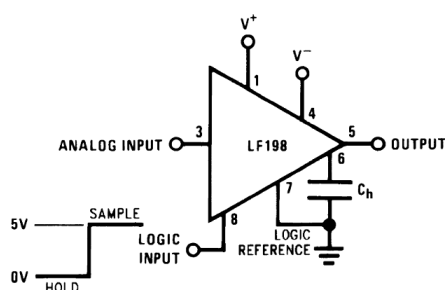 V+
V−
1
4
3
ANALOG INPUT
LF198
5
OUTPUT
6
7
8
Ch
5V
SAMPLE
LOGIC
INPUT
LOGIC
REFERENCE
0V
HOLD